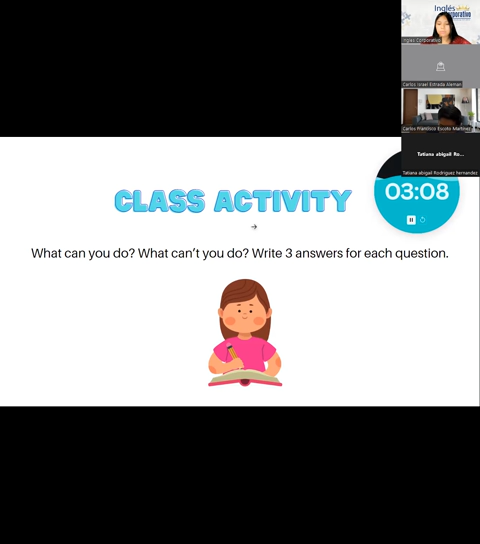 Inglés
Corporativo
Inglés Corporativo
Carlos Israel Estrada Aleman
Carlos Francisco Escoto Martínez
Tatiana abigail Ro...
Tatiana abigail Rodriguez hernandez
03:08
CLASS ACTIVITY
What can you do? What can't you do? Write 3 answers for each question.